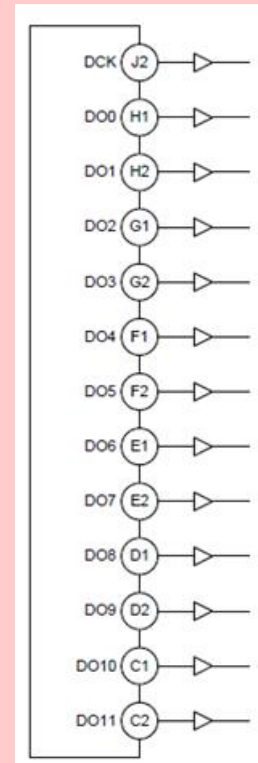 DCK J2
DO0 H1
DO1 H2
DO2 G1
DO3 G2
DO4 F1
DO5 F2
DO6 E1
DO7 E2
DO8 D1
DO9 D2
DO10 C1
DO11 C2